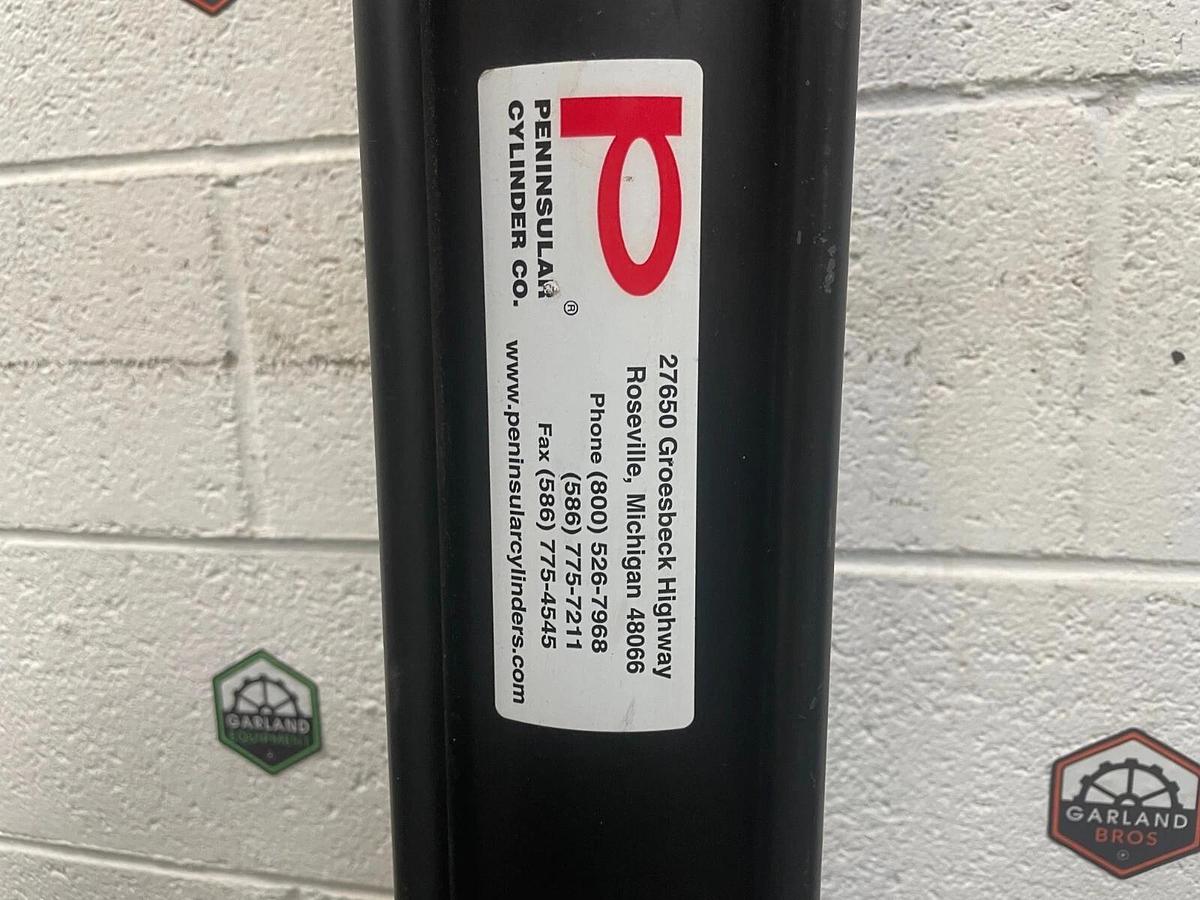 PENINSULAR
CYLINDER CO.
®
27650 Groesbeck Highway
Roseville, Michigan 48066
Phone (800) 526-7968
(586) 775-7211
Fax (586) 775-4545
www.peninsularcylinders.com
GARLAND
EQUIPMENT
GARLAND
BROS